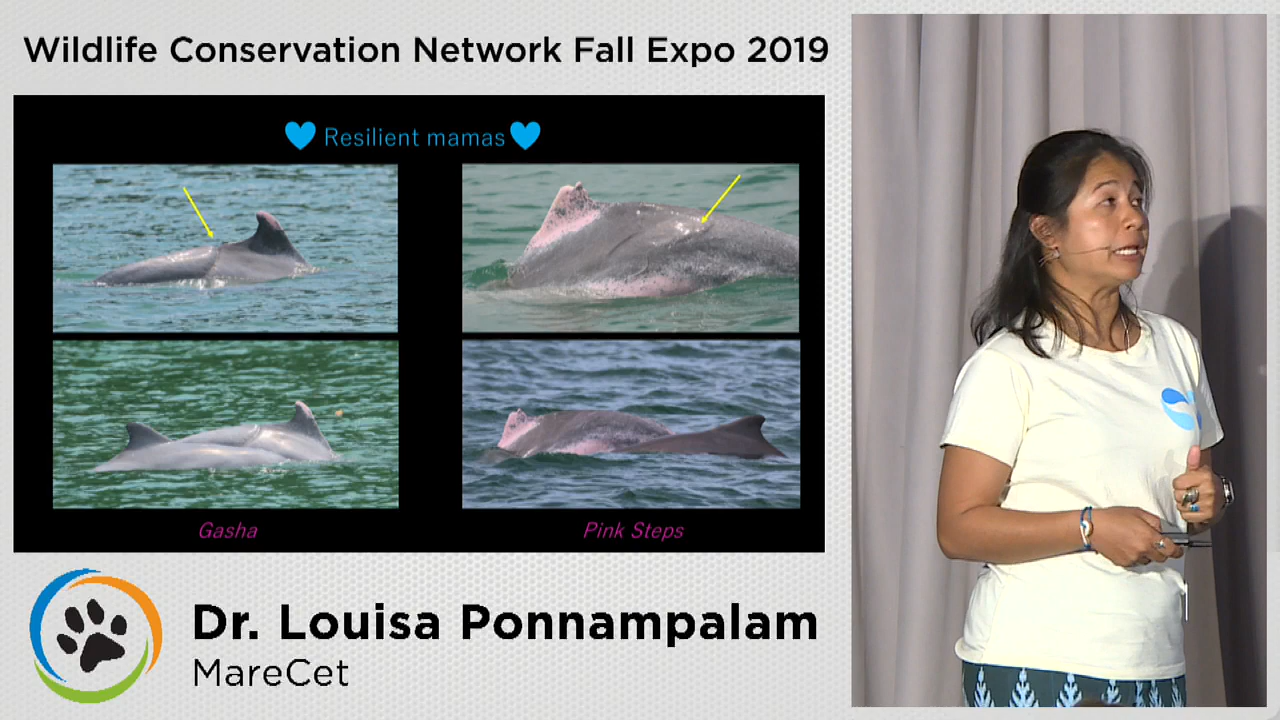 Wildlife Conservation Network Fall Expo 2019
Resilient mamas
Gasha
Pink Steps
Dr. Louisa Ponnampalam
MareCet